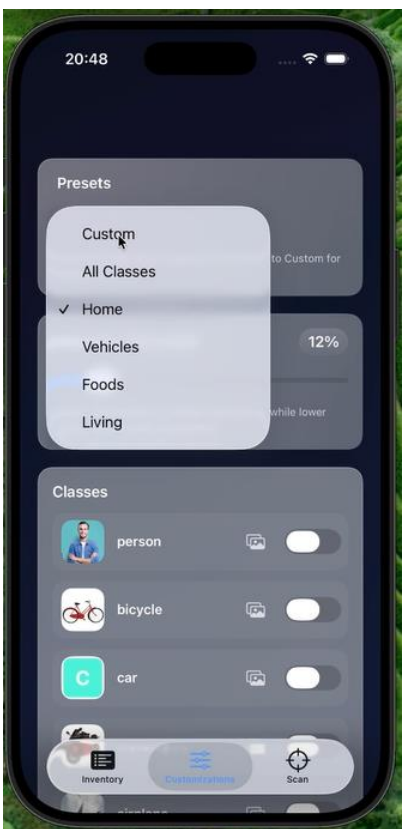 20:48
Presets
Custom
to Custom for
All Classes
Home
12%
Vehicles
Foods
while lower
Living
Classes
person
bicycle
C car
Inventory
Customizations
Scan
airplane